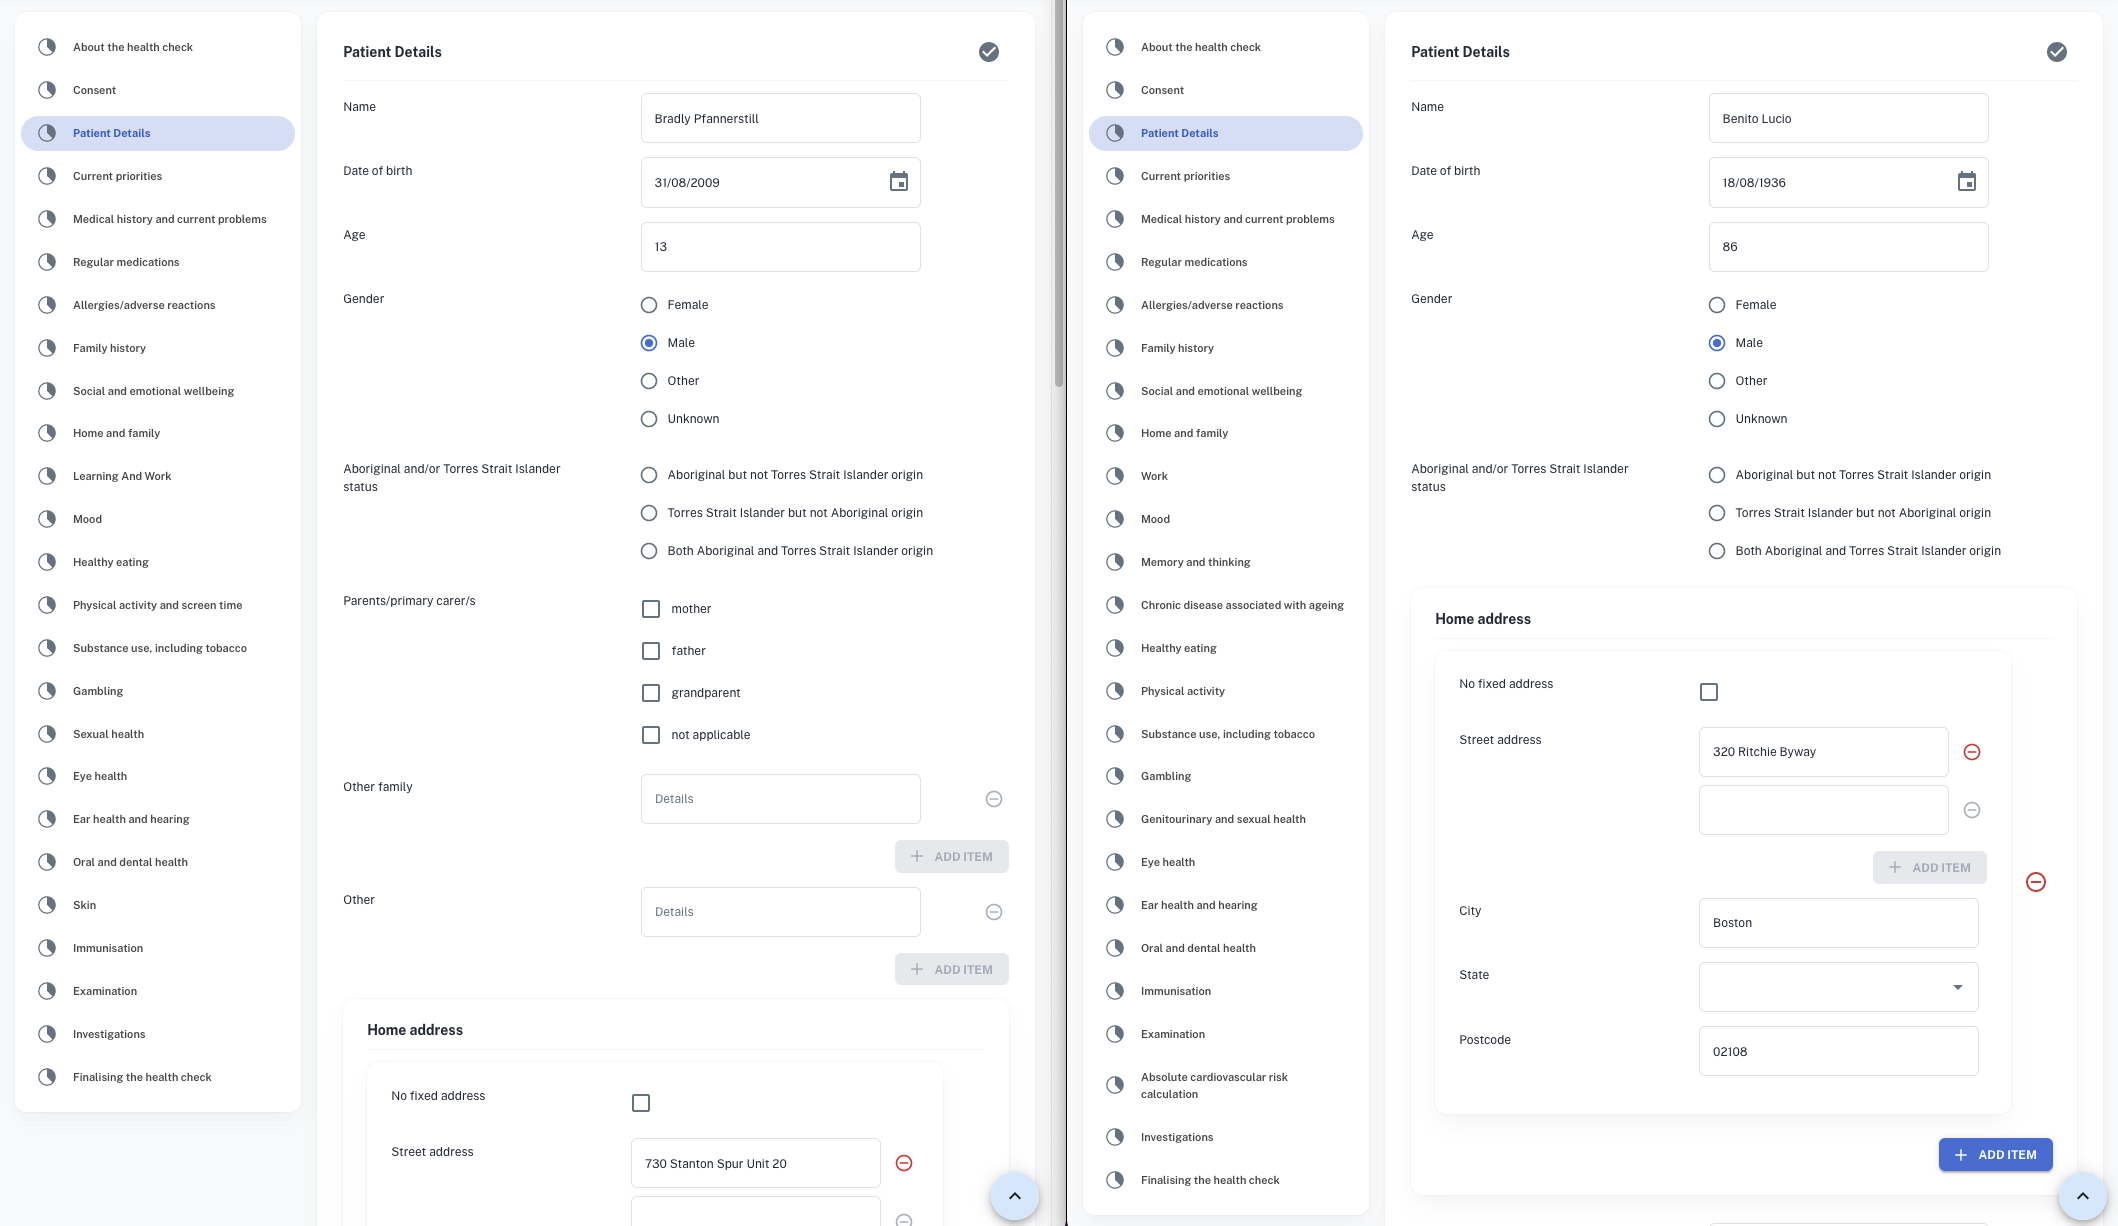 About the health check
Consent
Patient Details
Current priorities
Medical history and current problems
Regular medications
Allergies/adverse reactions
Family history
Social and emotional wellbeing
Home and family
Learning And Work
Mood
Healthy eating
Physical activity and screen time
Substance use, including tobacco
Gambling
Sexual health
Eye health
Ear health and hearing
Oral and dental health
Skin
Immunisation
Examination
Investigations
Finalising the health check
Patient Details
Name
Bradly Pfannerstill
Date of birth
31/08/2009
Age
13
Gender
Female
Male
Other
Unknown
Aboriginal and/or Torres Strait Islander
status
Aboriginal but not Torres Strait Islander origin
Torres Strait Islander but not Aboriginal origin
Both Aboriginal and Torres Strait Islander origin
Parents/primary carer/s
mother
father
grandparent
not applicable
Other family
Details
ADD ITEM
Other
Details
ADD ITEM
Home address
No fixed address
Street address
730 Stanton Spur Unit 20
About the health check
Consent
Patient Details
Current priorities
Medical history and current problems
Regular medications
Allergies/adverse reactions
Family history
Social and emotional wellbeing
Home and family
Work
Mood
Memory and thinking
Chronic disease associated with ageing
Healthy eating
Physical activity
Substance use, including tobacco
Gambling
Genitourinary and sexual health
Eye health
Ear health and hearing
Oral and dental health
Immunisation
Examination
Absolute cardiovascular risk
calculation
Investigations
Finalising the health check
Patient Details
Name
Benito Lucio
Date of birth
18/08/1936
Age
86
Gender
Female
Male
Other
Unknown
Aboriginal and/or Torres Strait Islander
status
Aboriginal but not Torres Strait Islander origin
Torres Strait Islander but not Aboriginal origin
Both Aboriginal and Torres Strait Islander origin
Home address
No fixed address
Street address
320 Ritchie Byway
ADD ITEM
City
Boston
State
Postcode
02108
ADD ITEM